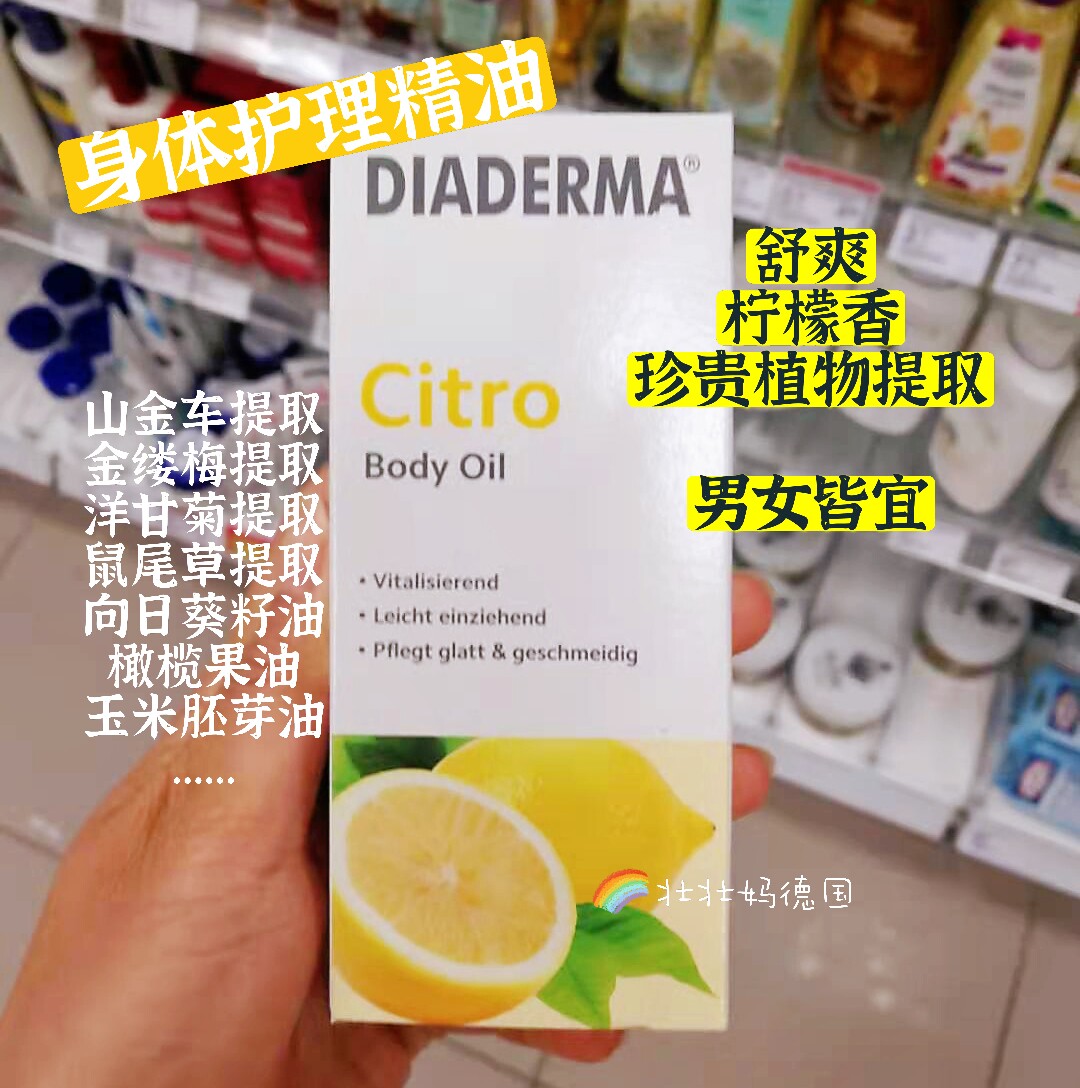 身体护理精油
DIADERMA®
舒爽
柠檬香
珍贵植物提取
男女皆宜
Citro
Body Oil
山金车提取
金缕梅提取
洋甘菊提取
鼠尾草提取
向日葵籽油
橄榄果油
玉米胚芽油
......
• Vitalisierend
• Leicht einziehend
• Pflegt glatt & geschmeidig
壮壮妈德国